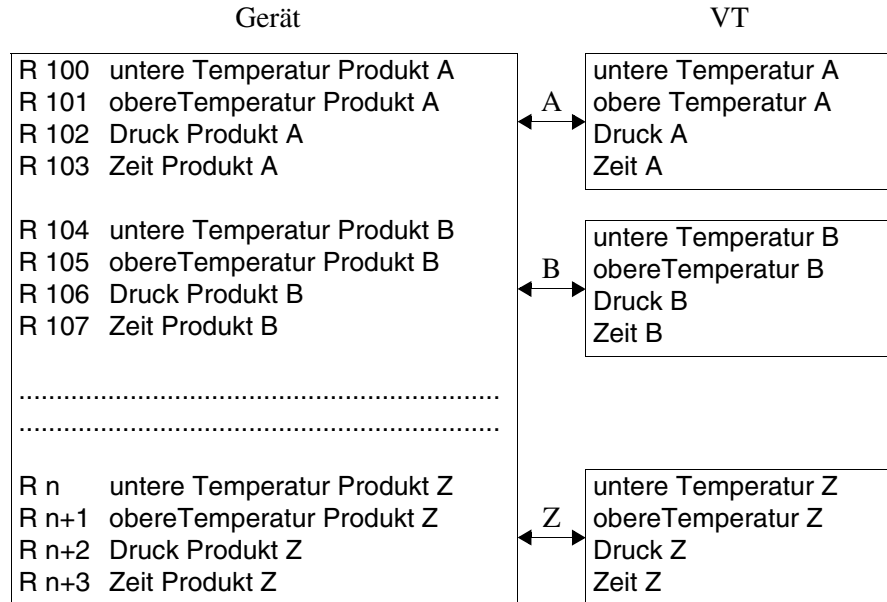 Gerät
VT
R 100 untere Temperatur Produkt A
R 101 obereTemperatur Produkt A
R 102 Druck Produkt A
R 103 Zeit Produkt A
A
untere Temperatur A
obere Temperatur A
Druck A
Zeit A
R 104 untere Temperatur Produkt B
R 105 obereTemperatur Produkt B
R 106 Druck Produkt B
R 107 Zeit Produkt B
B
untere Temperatur B
obereTemperatur B
Druck B
Zeit B
.................................................................
.................................................................
R n untere Temperatur Produkt Z
R n+1 obereTemperatur Produkt Z
R n+2 Druck Produkt Z
R n+3 Zeit Produkt Z
Z
untere Temperatur Z
obereTemperatur Z
Druck Z
Zeit Z